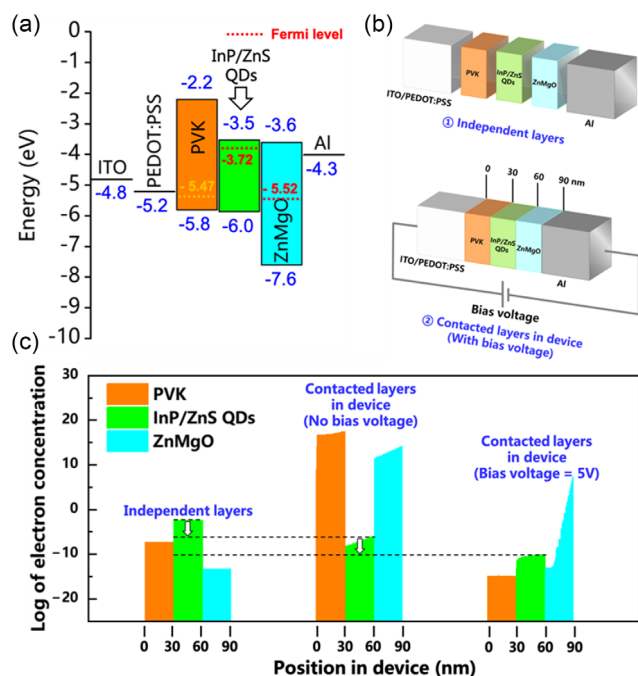 (a)
Energy (eV)
0
-1
-2
-3
-4
-5
-6
-7
-8
-9
-10
Fermi level
InP/ZnS
QDs
-2.2
-3.5
-3.6
Al
PEDOT:PSS
PVK
-3.72
ITO
-4.3
-4.8
-5.2
-5.47
-5.52
-5.8
-6.0
ZnMgO
-7.6
(b)
PVK
InP/ZnS
QDs
ZnMgO
ITO/PEDOT:PSS
Al
① Independent layers
0 30 60 90 nm
PVK
InP/ZnS
QDs
ZnMgO
ITO/PEDOT:PSS
Al
Bias voltage
② Contacted layers in device
(With bias voltage)
(c)
Log of electron concentration
30
20
10
0
-10
-20
PVK
InP/ZnS QDs
ZnMgO
Independent layers
Contacted layers
in device
(No bias voltage)
Contacted layers
in device
(Bias voltage = 5V)
0 30 60 90 0 30 60 90 0 30 60 90
Position in device (nm)